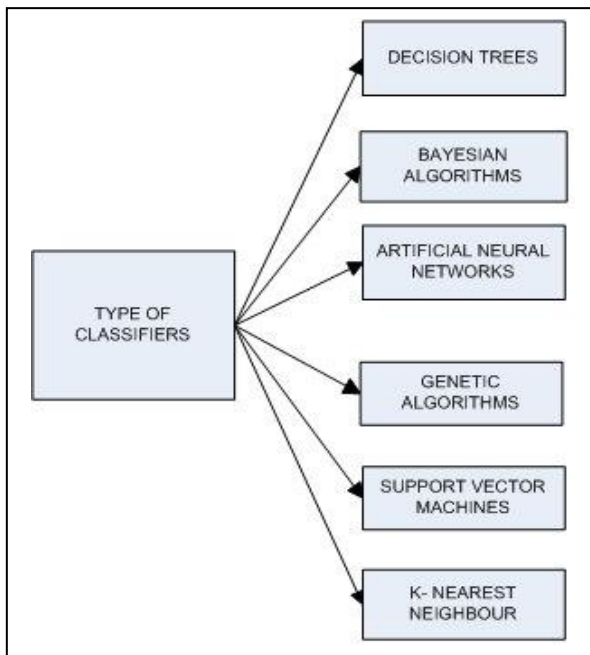 TYPE OF
CLASSIFIERS
DECISION TREES
BAYESIAN
ALGORITHMS
ARTIFICIAL NEURAL
NETWORKS
GENETIC
ALGORITHMS
SUPPORT VECTOR
MACHINES
K- NEAREST
NEIGHBOUR